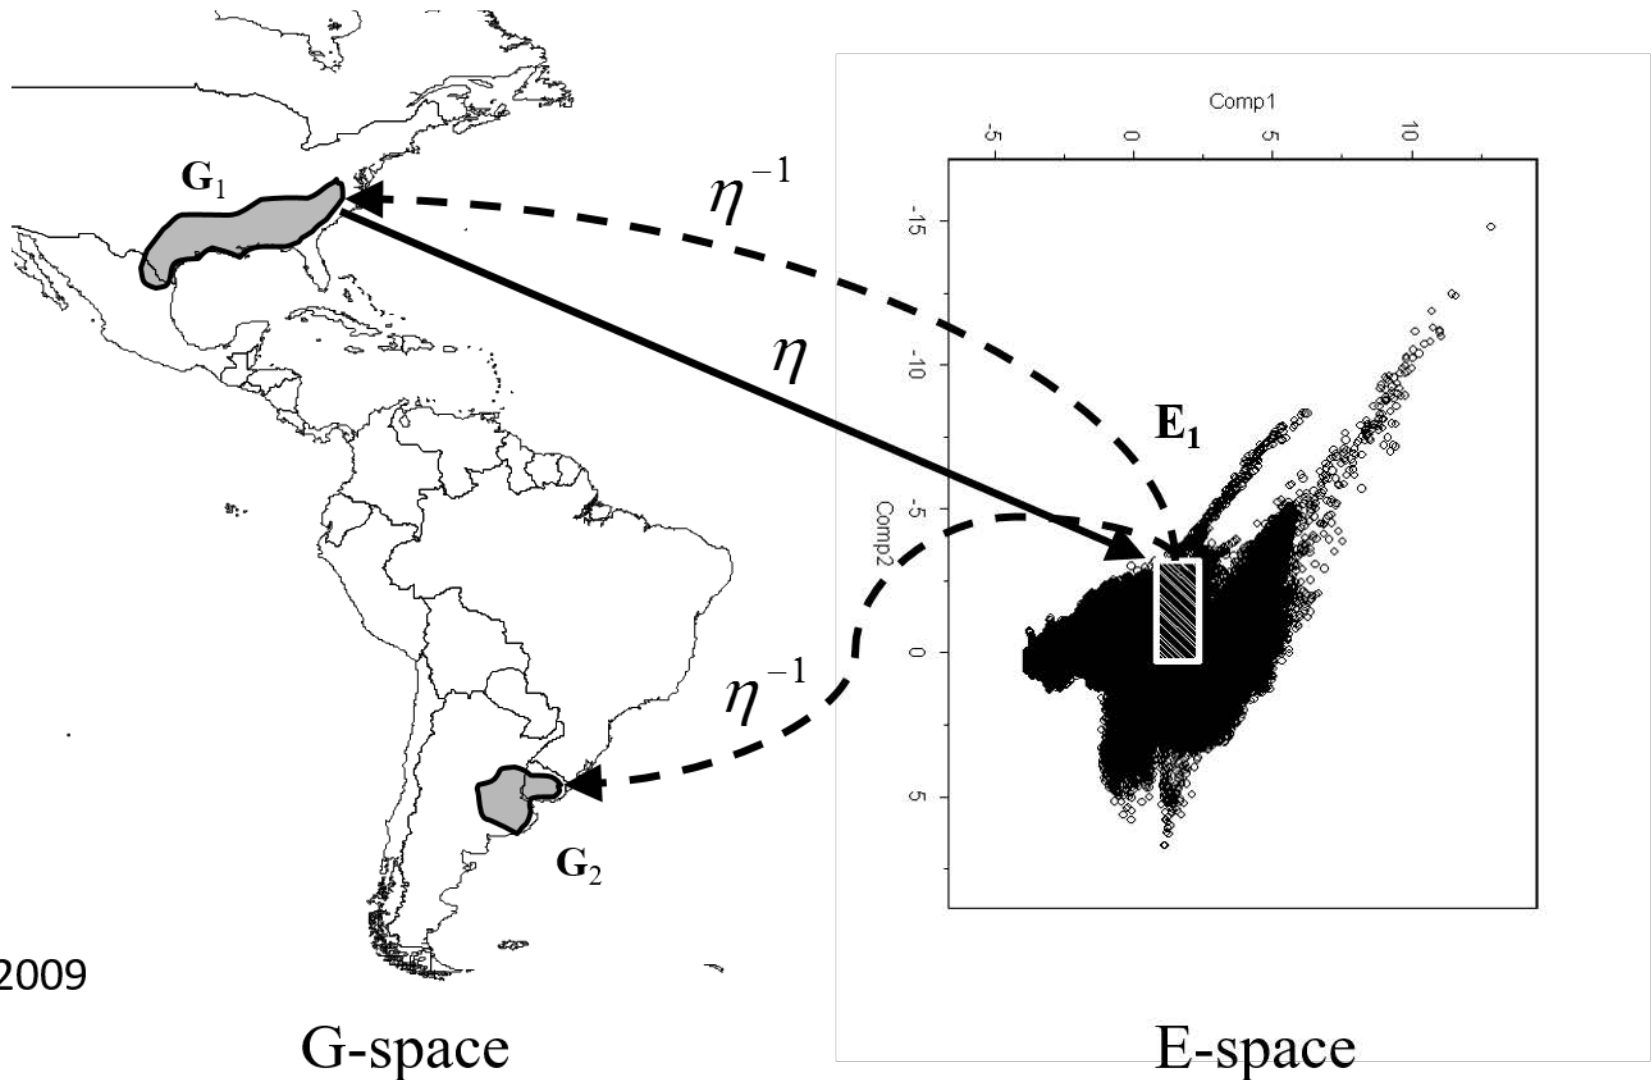 G₁
η⁻¹
η
η⁻¹
G₂
2009
G-space
Comp1
-5
0
5
10
-15
-10
-5
0
5
Comp2
E₁
E-space